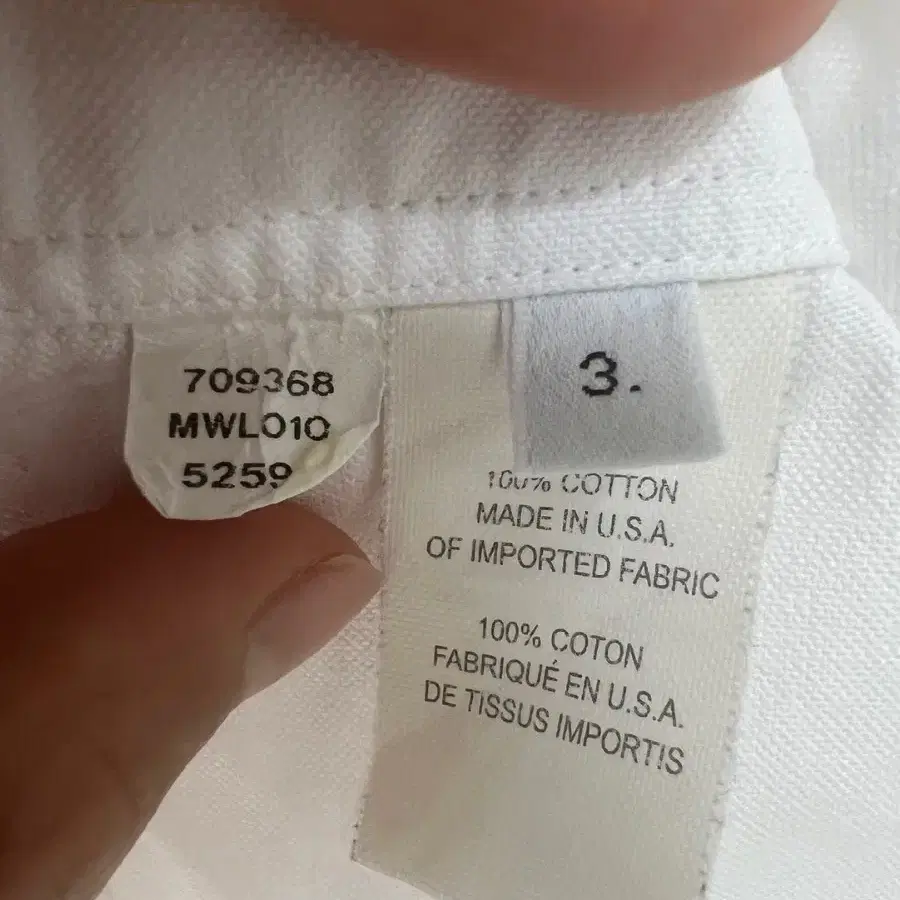 709368
MWL010
5259
3.
100% COTTON
MADE IN U.S.A.
OF IMPORTED FABRIC
100% COTON
FABRIQUÉ EN U.S.A.
DE TISSUS IMPORTIS